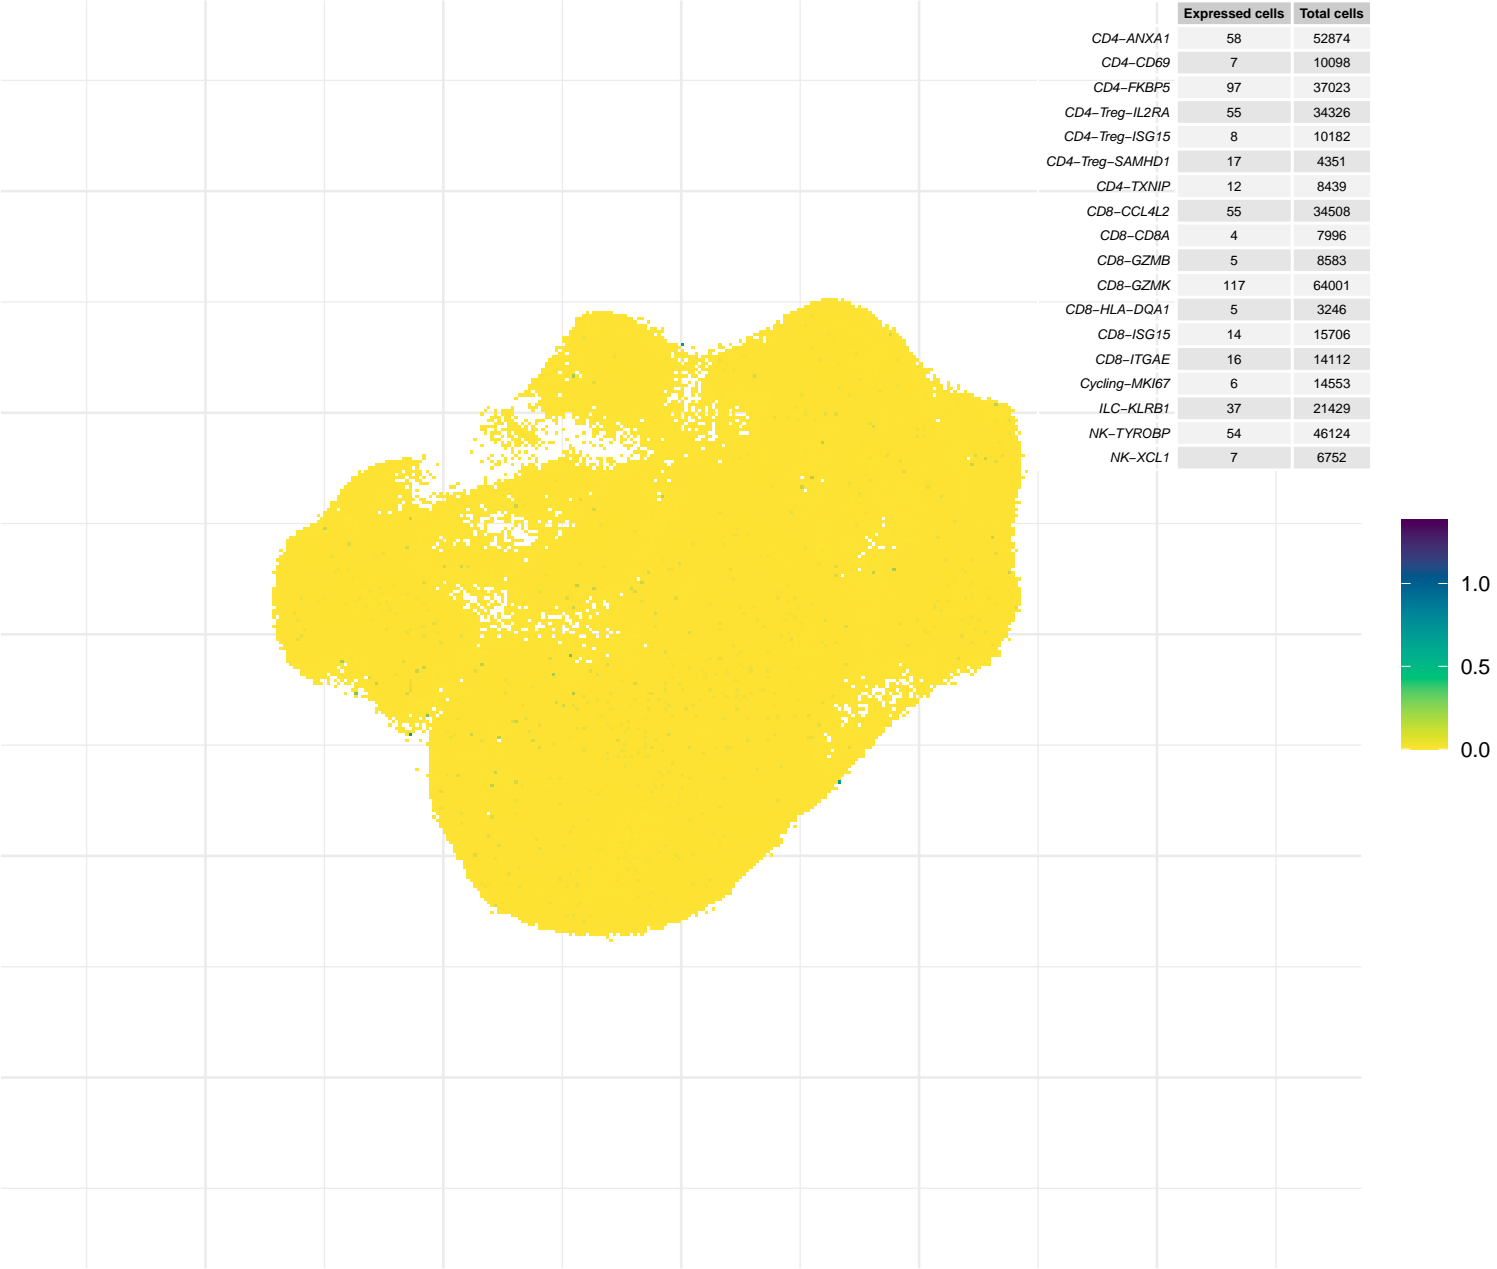 Expressed cells Total cells
CD4−ANXA1 58 52874
CD4−CD69 7 10098
CD4−FKBP5 97 37023
CD4−Treg−IL2RA 55 34326
CD4−Treg−ISG15 8 10182
CD4−Treg−SAMHD1 17 4351
CD4−TXNIP 12 8439
CD8−CCL4L2 55 34508
CD8−CD8A 4 7996
CD8−GZMB 5 8583
CD8−GZMK 117 64001
CD8−HLA−DQA1 5 3246
CD8−ISG15 14 15706
CD8−ITGAE 16 14112
Cycling−MKI67 6 14553
ILC−KLRB1 37 21429
NK−TYROBP 54 46124
NK−XCL1 7 6752
1.0
0.5
0.0